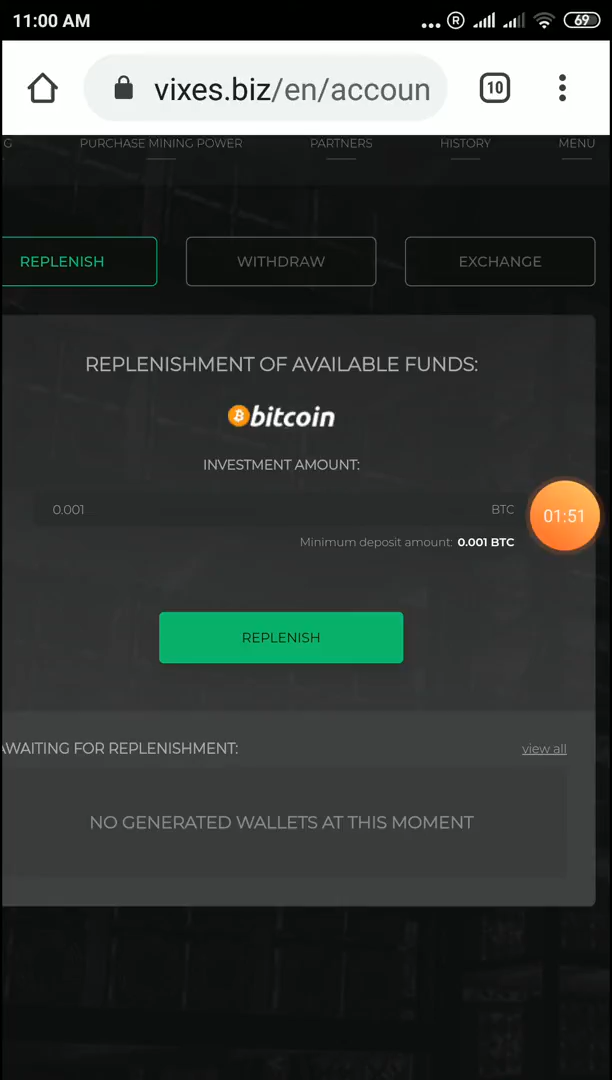 11:00 AM
R
69
vixes.biz/en/accoun
10
G
PURCHASE MINING POWER
PARTNERS
HISTORY
MENU
REPLENISH
WITHDRAW
EXCHANGE
REPLENISHMENT OF AVAILABLE FUNDS:
bitcoin
INVESTMENT AMOUNT:
0.001 BTC
01:51
Minimum deposit amount: 0.001 BTC
REPLENISH
AWAITING FOR REPLENISHMENT:
view all
NO GENERATED WALLETS AT THIS MOMENT